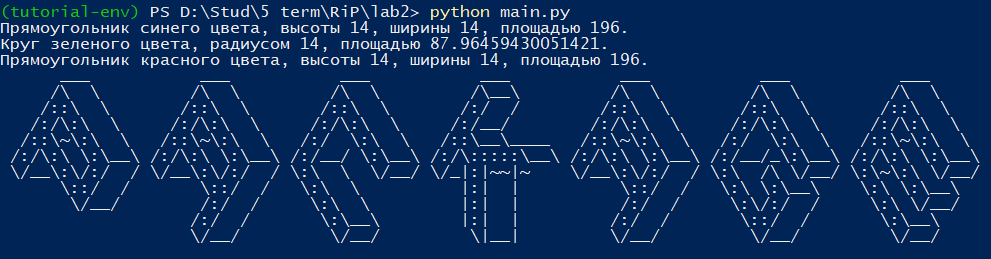 (tutorial-env) PS D:\Stud\5 term\RiP\lab2> python main.py
Прямоугольник синего цвета, высоты 14, ширины 14, площадью 196.
Круг зеленого цвета, радиусом 14, площадью 87.96459430051421.
Прямоугольник красного цвета, высоты 14, ширины 14, площадью 196.
PACKAGE